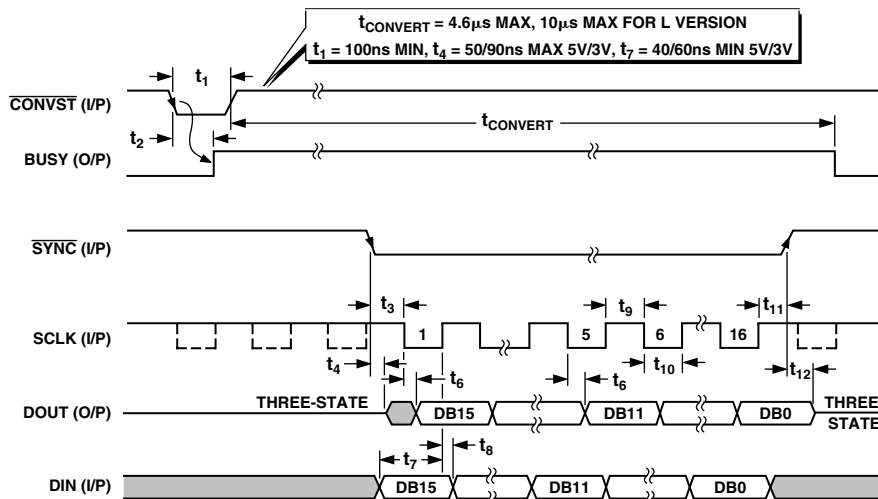 tCONVERT = 4.6µs MAX, 10µs MAX FOR L VERSION
t1 = 100ns MIN, t4 = 50/90ns MAX 5V/3V, t7 = 40/60ns MIN 5V/3V
t1
CONVST (I/P)
tCONVERT
t2
BUSY (O/P)
SYNC (I/P)
t3
t9
t11
SCLK (I/P)
1
5
6
16
t4
t6
t6
t10
t12
THREE-STATE
DOUT (O/P)
DB15
DB11
DB0
THREE
STATE
t7
t8
DIN (I/P)
DB15
DB11
DB0